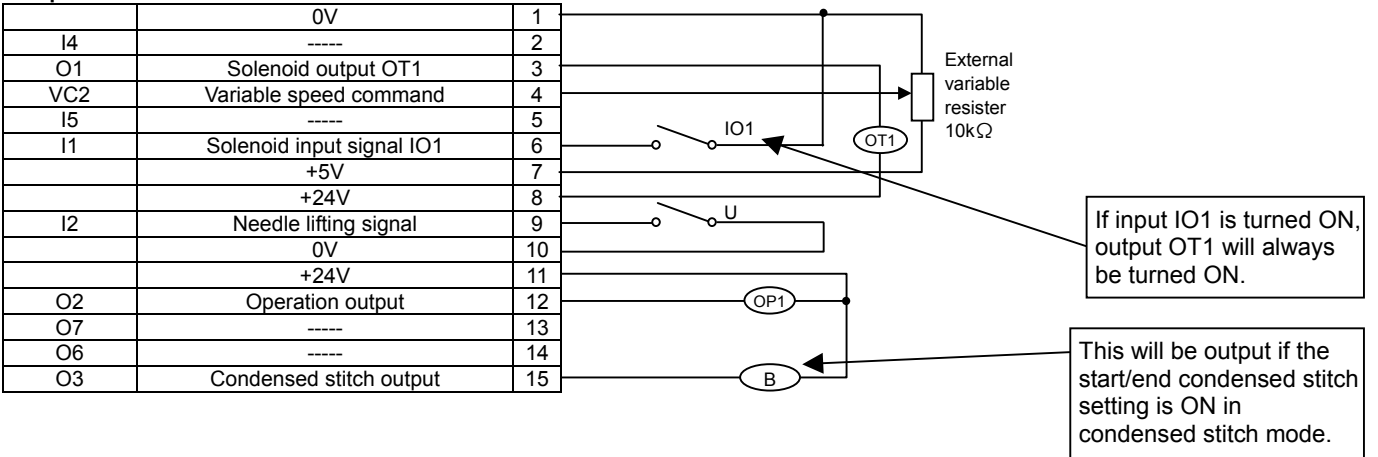 0V 1
I4 ----- 2
O1 Solenoid output OT1 3
VC2 Variable speed command 4
I5 ----- 5
I1 Solenoid input signal IO1 6
+5V 7
+24V 8
I2 Needle lifting signal 9
0V 10
+24V 11
O2 Operation output 12
O7 ----- 13
O6 ----- 14
O3 Condensed stitch output 15
IO1
OT1
U
OP1
B
External
variable
resister
10kΩ
If input IO1 is turned ON,
output OT1 will always
be turned ON.
This will be output if the
start/end condensed stitch
setting is ON in
condensed stitch mode.